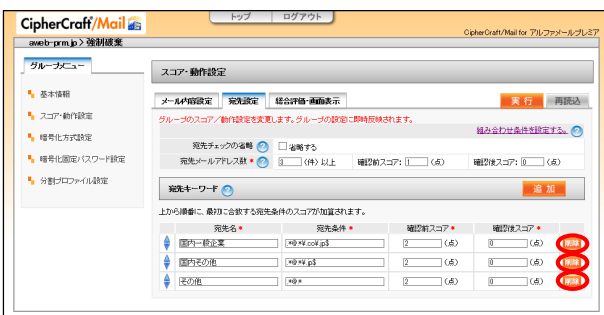 CipherCraft/Mail
トップ
ログアウト
CipherCraft/Mail for アルファメールプレミア
aweb-prm.jp > 強制破棄
グループメニュー
基本情報
スコア・動作設定
暗号化方式設定
暗号化固定パスワード設定
分割プロファイル設定
スコア・動作設定
メール内容設定
宛先設定
総合評価・画面表示
実 行
再読込
グループのスコア/動作設定を変更します。グループの設定に即時反映されます。
組み合わせ条件を設定する。
宛先チェックの省略
省略する
宛先メールアドレス数 *
3 (件) 以上
確認前スコア: 1 (点)
確認後スコア: 0 (点)
宛先キーワード
追 加
上から順番に、最初に合致する宛先条件のスコアが加算されます。
宛先名 * 宛先条件 * 確認前スコア * 確認後スコア *
国内一般企業 .*@.*¥.co¥.jp$ 2 (点) 0 (点) 削除
国内その他 .*@.*¥.jp$ 2 (点) 0 (点) 削除
その他 .*@.* 2 (点) 0 (点) 削除